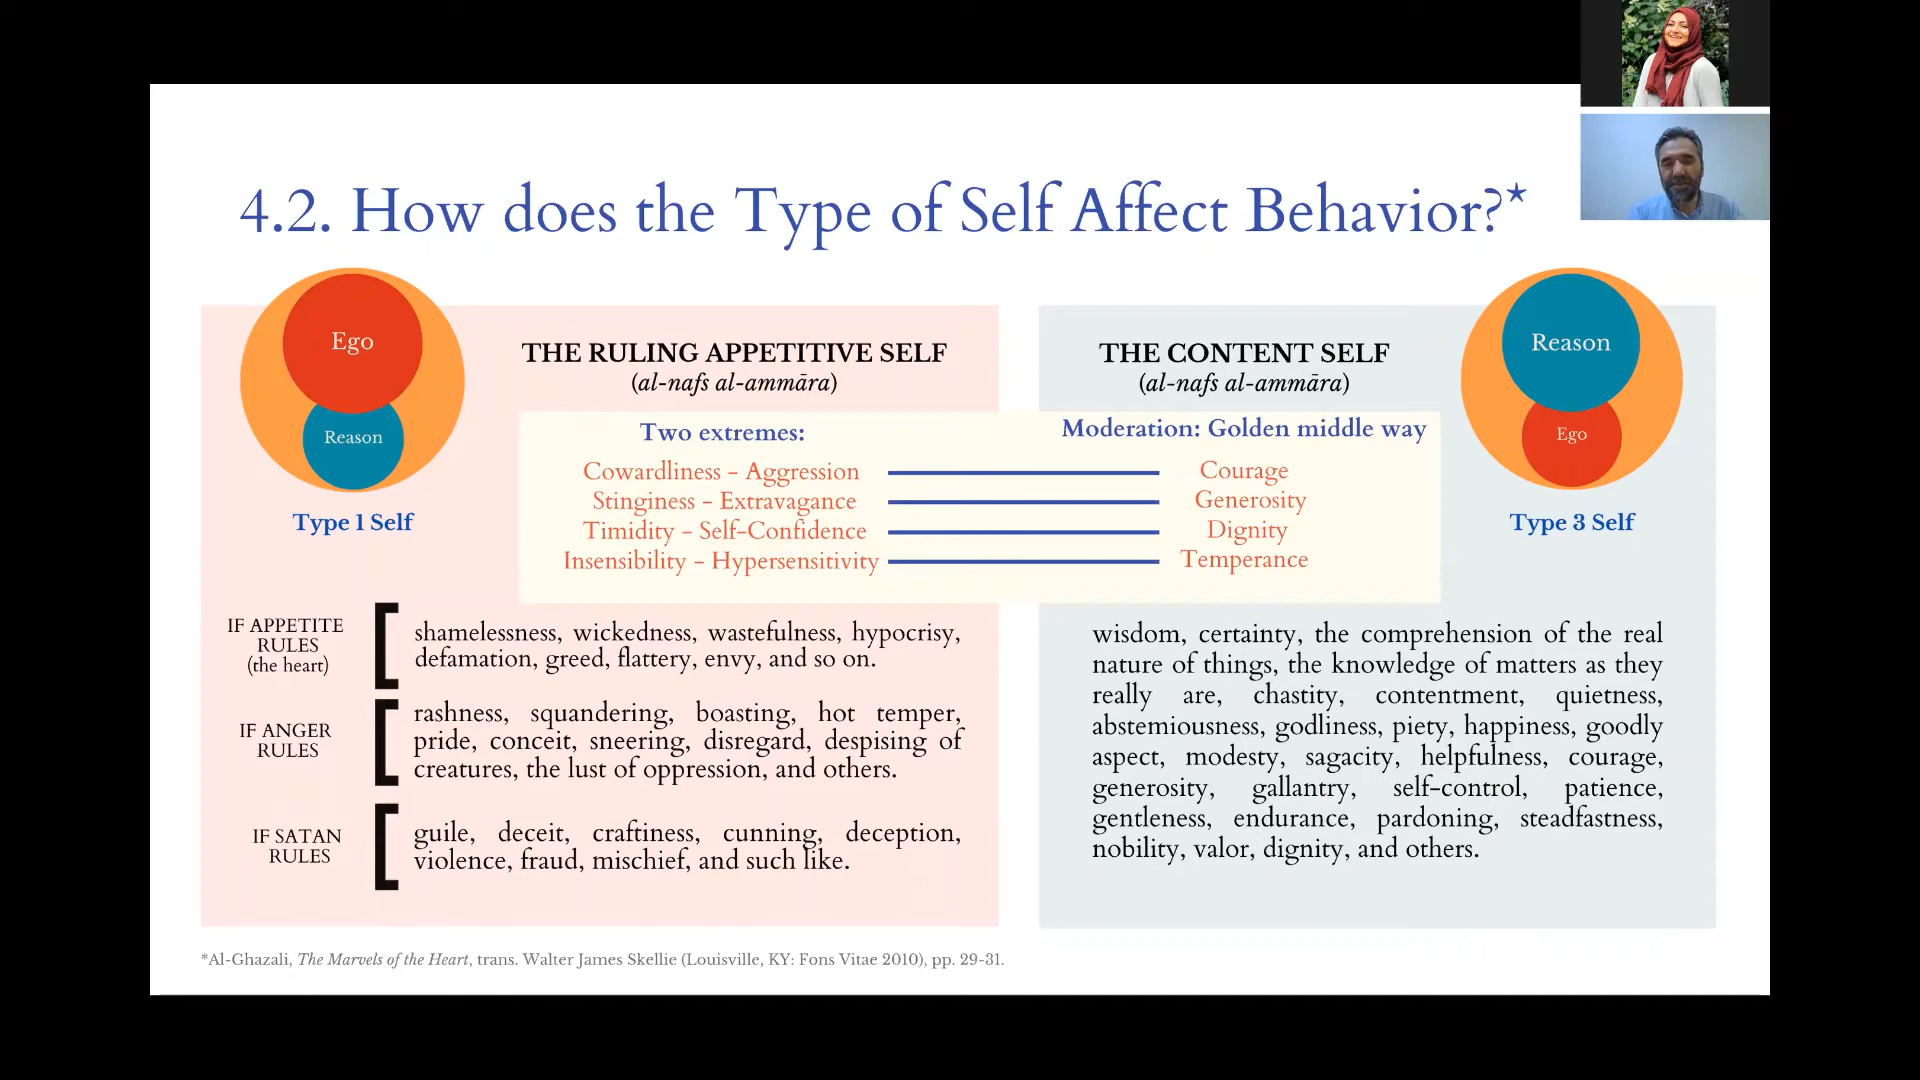 4.2. How does the Type of Self Affect Behavior?*
Ego
Reason
Type 1 Self
THE RULING APPETITIVE SELF
(al-nafs al-ammāra)
THE CONTENT SELF
(al-nafs al-ammāra)
Reason
Ego
Type 3 Self
Two extremes:
Moderation: Golden middle way
Cowardliness - Aggression
Courage
Stinginess - Extravagance
Generosity
Timidity - Self-Confidence
Dignity
Insensibility - Hypersensitivity
Temperance
IF APPETITE
RULES
(the heart)
shamelessness, wickedness, wastefulness, hypocrisy,
defamation, greed, flattery, envy, and so on.
IF ANGER
RULES
rashness, squandering, boasting, hot temper,
pride, conceit, sneering, disregard, despising of
creatures, the lust of oppression, and others.
IF SATAN
RULES
guile, deceit, craftiness, cunning, deception,
violence, fraud, mischief, and such like.
wisdom, certainty, the comprehension of the real
nature of things, the knowledge of matters as they
really are, chastity, contentment, quietness,
abstemiousness, godliness, piety, happiness, goodly
aspect, modesty, sagacity, helpfulness, courage,
generosity, gallantry, self-control, patience,
gentleness, endurance, pardoning, steadfastness,
nobility, valor, dignity, and others.
*Al-Ghazali, The Marvels of the Heart, trans. Walter James Skellie (Louisville, KY: Fons Vitae 2010), pp. 29-31.